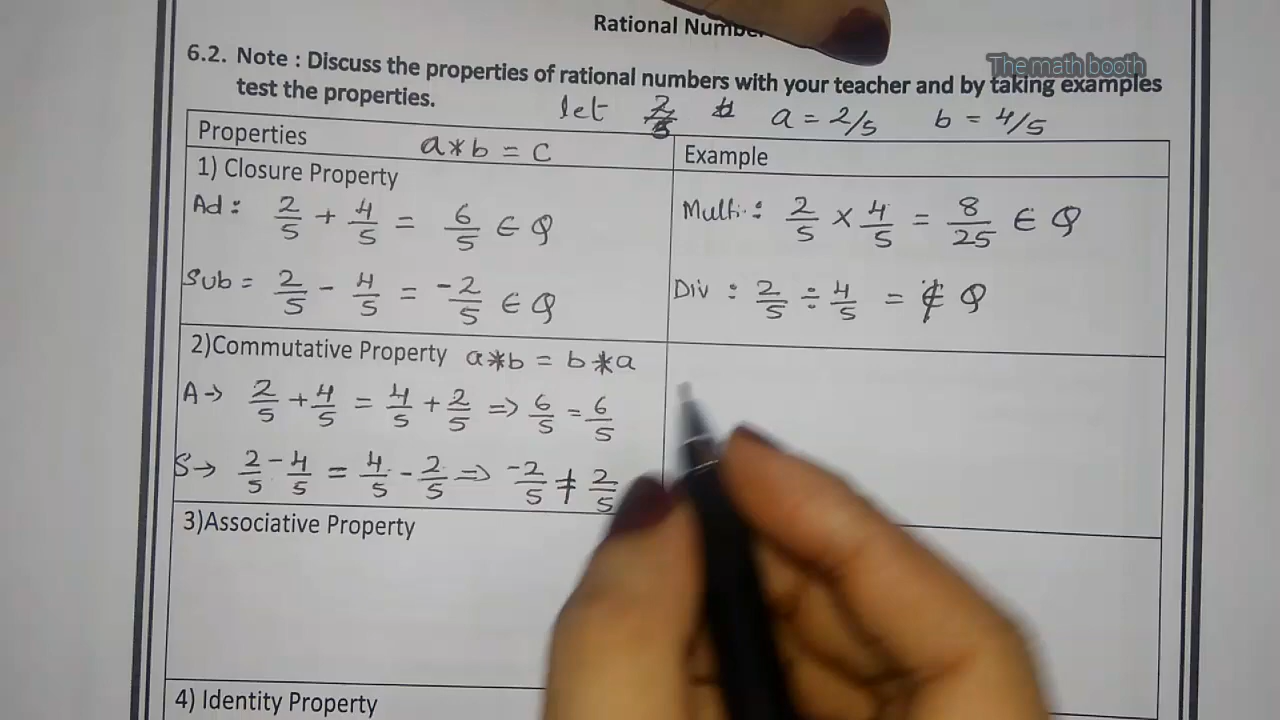 Rational Number
The math booth
6.2. Note : Discuss the properties of rational numbers with your teacher and by taking examples
test the properties.
let a = 2/5 b = 4/5
Properties a*b = c
Example
1) Closure Property
Ad: 2/5 + 4/5 = 6/5 ∈ Q
Multi.: 2/5 × 4/5 = 8/25 ∈ Q
Sub = 2/5 - 4/5 = -2/5 ∈ Q
Div : 2/5 ÷ 4/5 = ∉ Q
2)Commutative Property a*b = b*a
A → 2/5 + 4/5 = 4/5 + 2/5 => 6/5 = 6/5
S → 2/5 - 4/5 = 4/5 - 2/5 => -2/5 ≠ 2/5
3)Associative Property
4) Identity Property